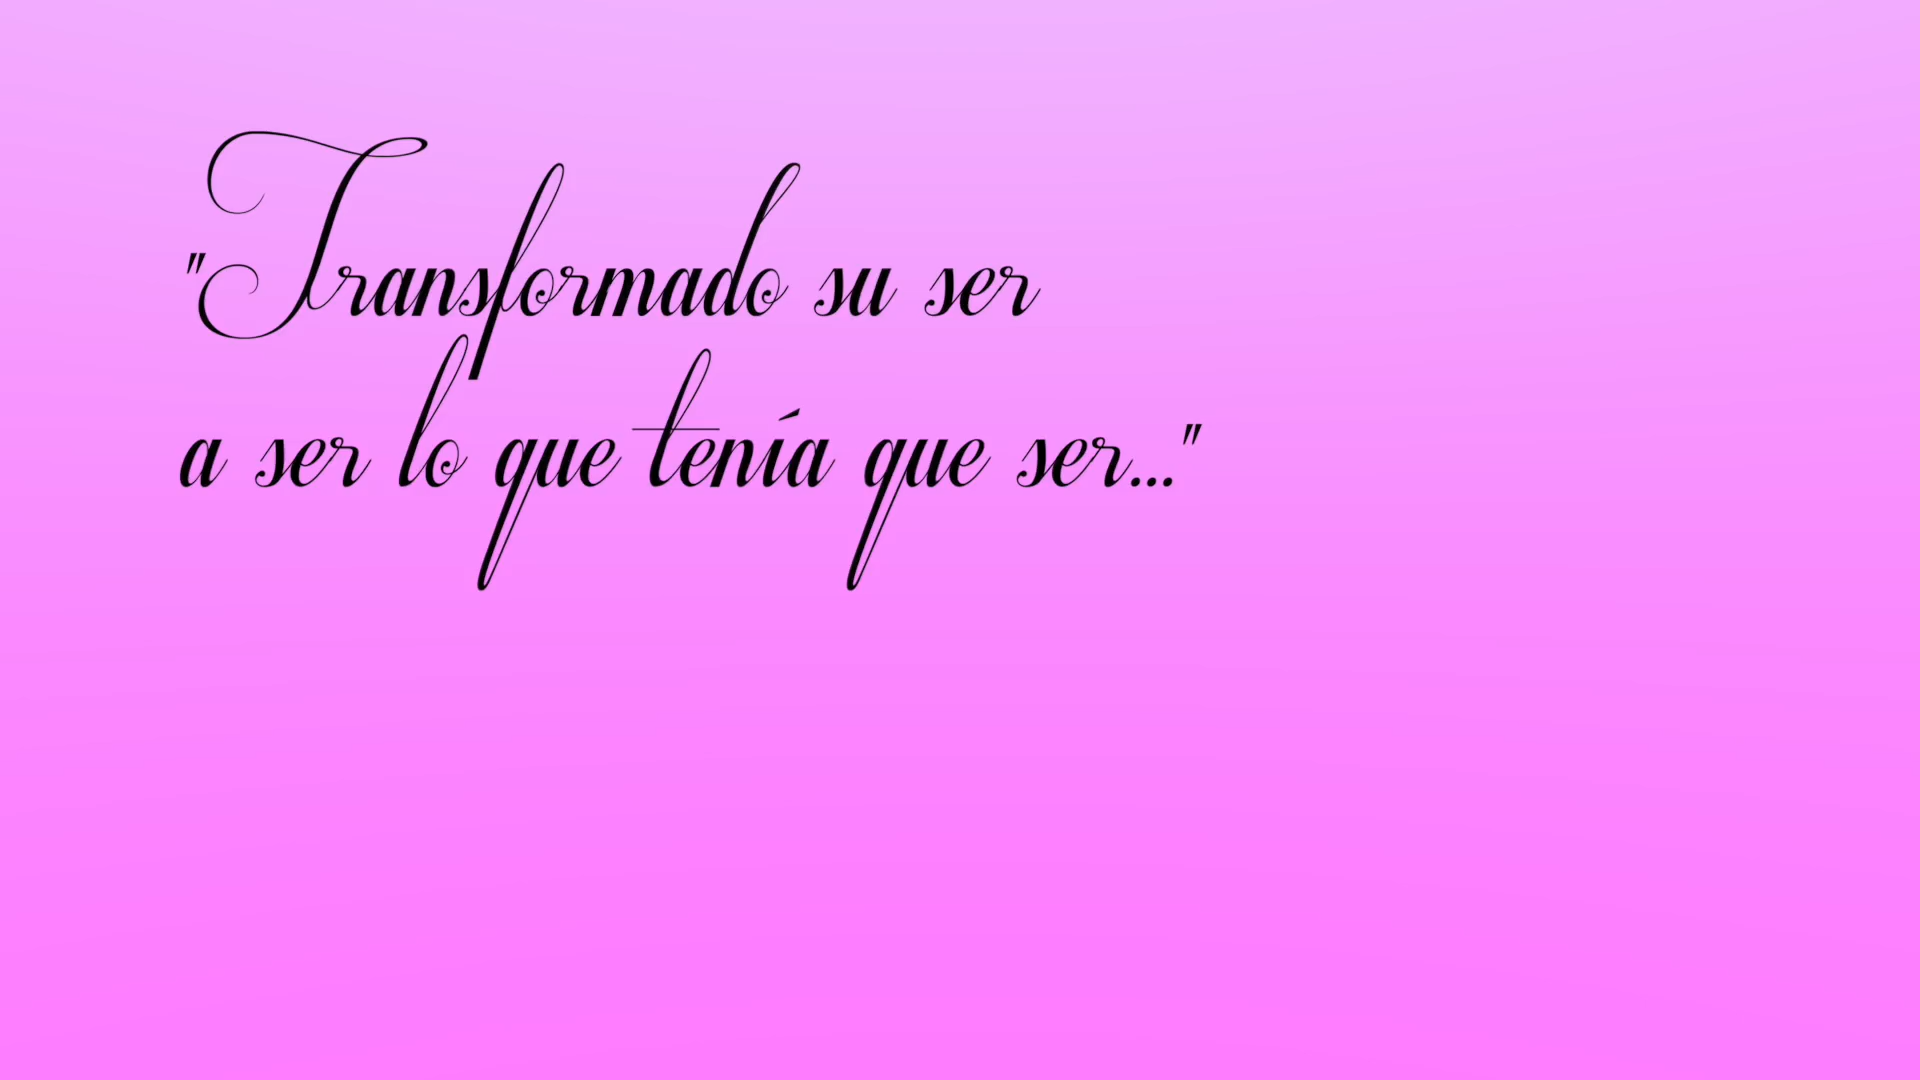 "Transformado su ser
a ser lo que tenía que ser..."